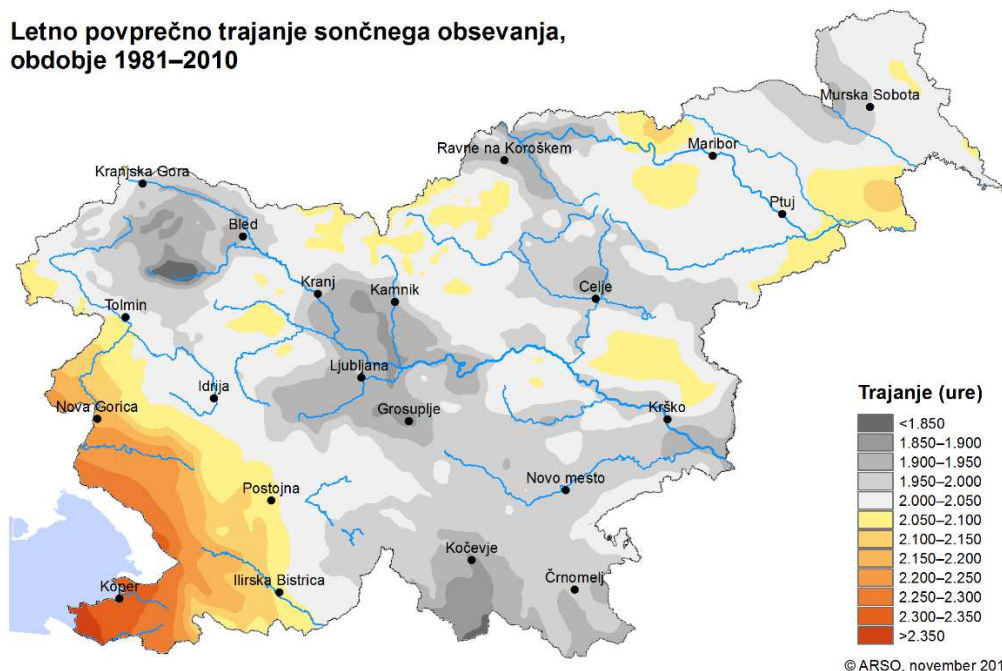 Letno povprečno trajanje sončnega obsevanja,
obdobje 1981–2010
Murska Sobota
Ravne na Koroškem
Maribor
Kranjska Gora
Ptuj
Bled
Kranj
Kamnik
Celje
Tolmin
Ljubljana
Idrija
Nova Gorica
Grosuplje
Krško
Postojna
Novo mesto
Kočevje
Koper
Ilirska Bistrica
Črnomelj
Trajanje (ure)
<1.850
1.850–1.900
1.900–1.950
1.950–2.000
2.000–2.050
2.050–2.100
2.100–2.150
2.150–2.200
2.200–2.250
2.250–2.300
2.300–2.350
>2.350
© ARSO, november 201